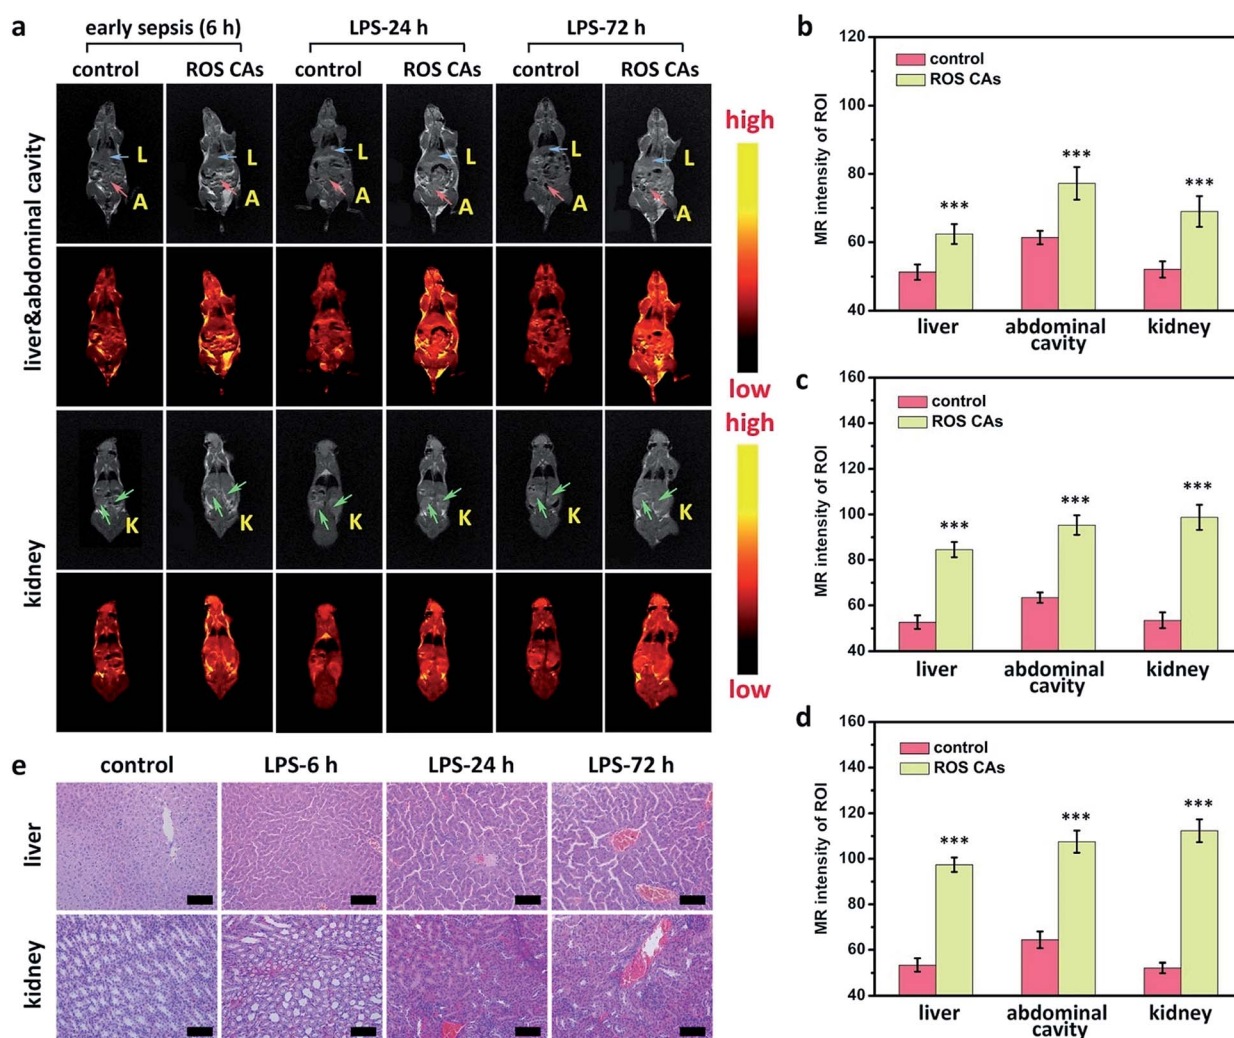 a
early sepsis (6 h)
LPS-24 h
LPS-72 h
control
ROS CAs
control
ROS CAs
control
ROS CAs
liver&abdominal cavity
L
A
L
A
L
A
L
A
L
A
L
A
high
low
kidney
K
K
K
K
K
K
high
low
b
120
100
80
60
40
MR intensity of ROI
control
ROS CAs
***
***
***
liver
abdominal
cavity
kidney
c
160
140
120
100
80
60
40
MR intensity of ROI
control
ROS CAs
***
***
***
liver
abdominal
cavity
kidney
d
160
140
120
100
80
60
40
MR intensity of ROI
control
ROS CAs
***
***
***
liver
abdominal
cavity
kidney
e
control
LPS-6 h
LPS-24 h
LPS-72 h
liver
kidney